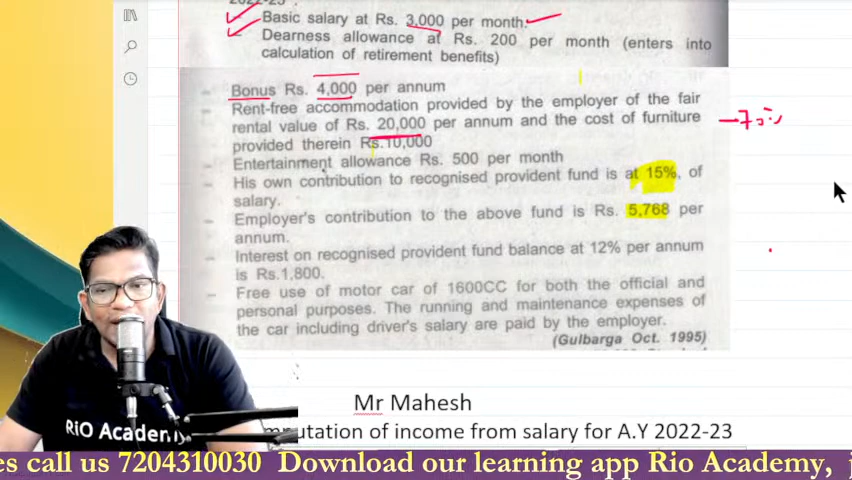 2022-23.
Basic salary at Rs. 3,000 per month.
Dearness allowance at Rs. 200 per month (enters into
calculation of retirement benefits)
Bonus Rs. 4,000 per annum
Rent-free accommodation provided by the employer of the fair
rental value of Rs. 20,000 per annum and the cost of furniture
provided therein Rs.10,000
Entertainment allowance Rs. 500 per month
His own contribution to recognised provident fund is at 15%, of
salary.
Employer's contribution to the above fund is Rs. 5,768 per
annum.
Interest on recognised provident fund balance at 12% per annum
is Rs.1,800.
Free use of motor car of 1600CC for both the official and
personal purposes. The running and maintenance expenses of
the car including driver's salary are paid by the employer.
(Gulbarga Oct. 1995)
Mr Mahesh
mputation of income from salary for A.Y 2022-23
RiO Academy
es call us 7204310030 Download our learning app Rio Academy, j